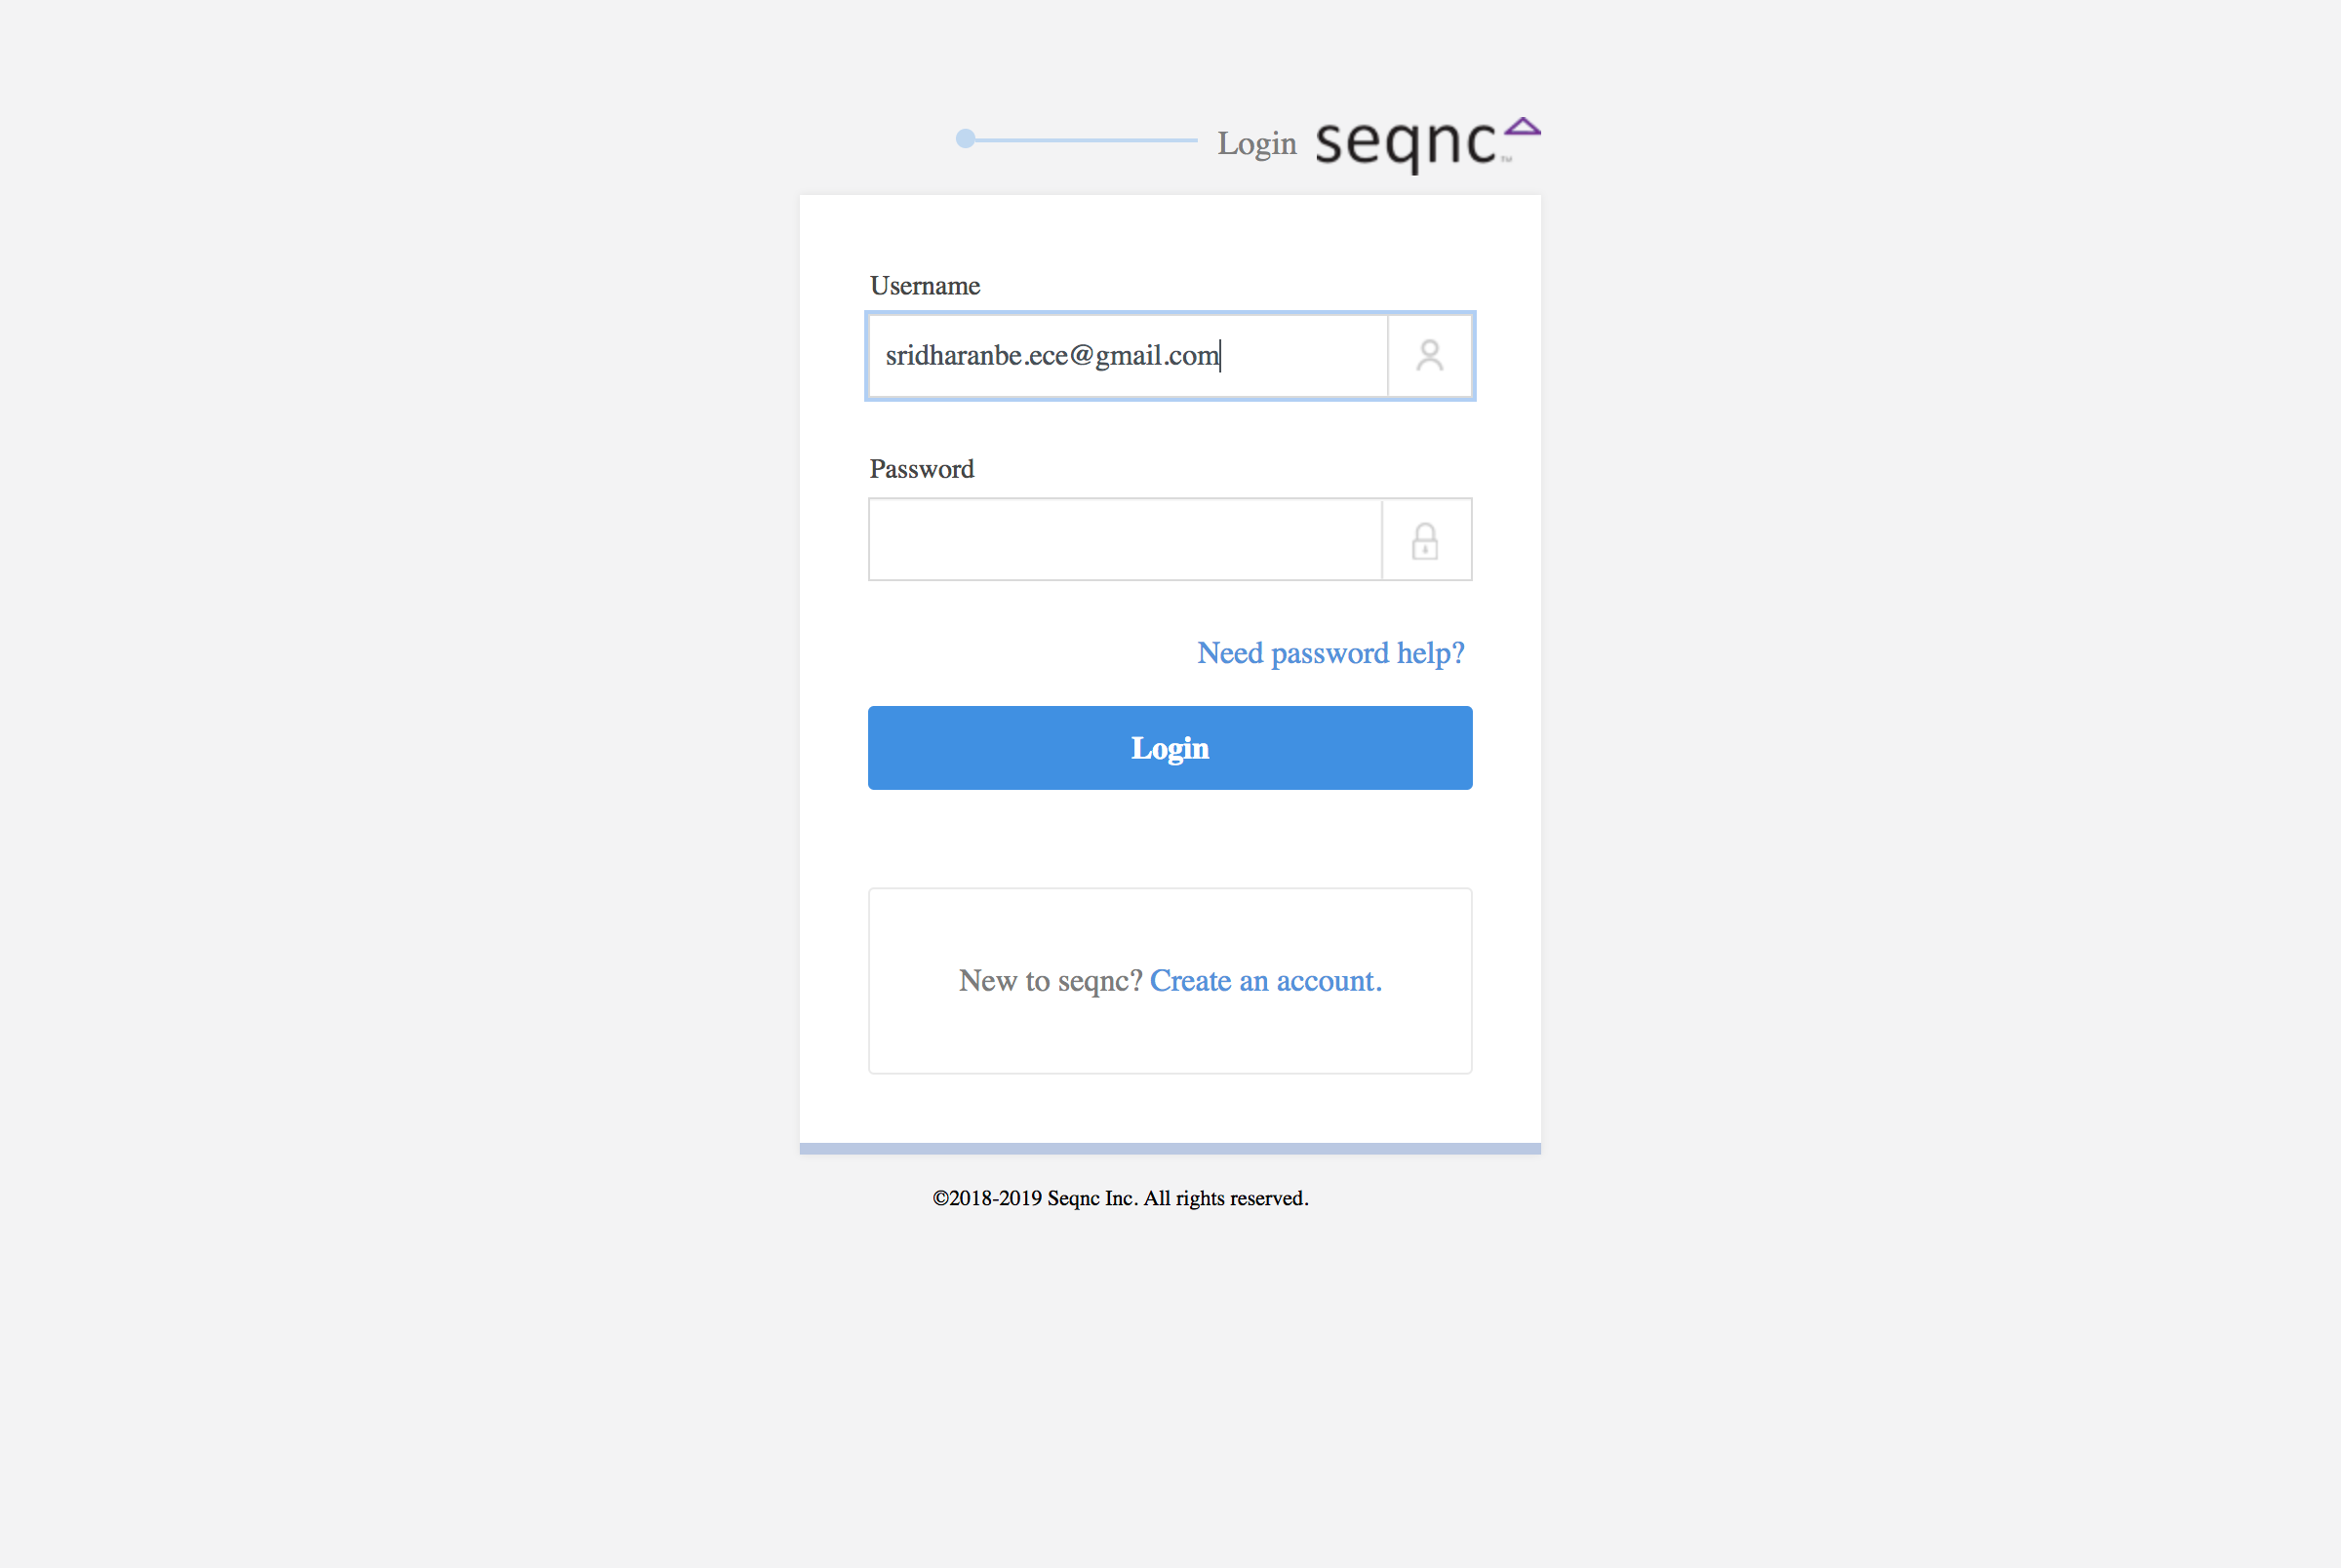 Login seqnc™
Username
sridharanbe.ece@gmail.com
Password
Need password help?
Login
New to seqnc? Create an account.
©2018-2019 Seqnc Inc. All rights reserved.